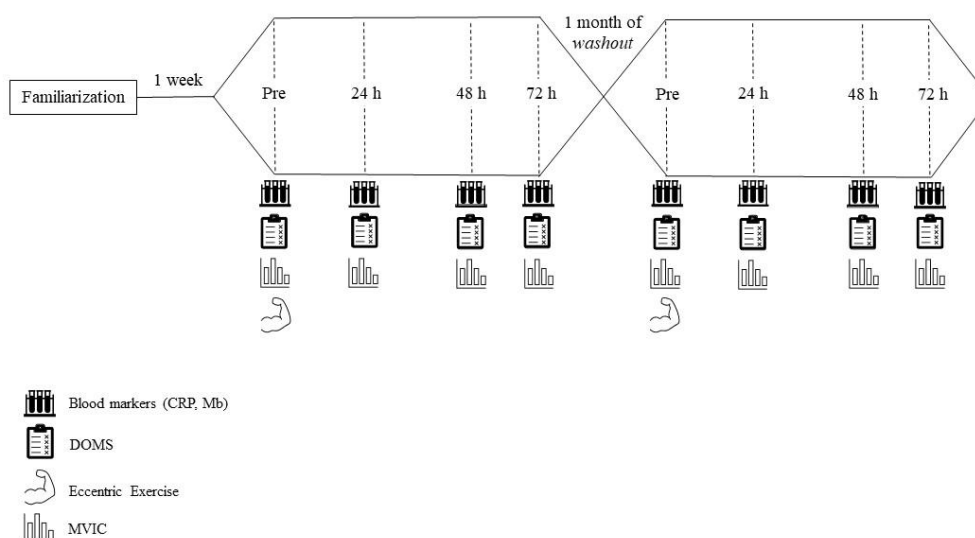 1 month of
washout
1 week
Familiarization
Pre
24 h
48 h
72 h
Pre
24 h
48 h
72 h
Blood markers (CRP, Mb)
DOMS
Eccentric Exercise
MVIC